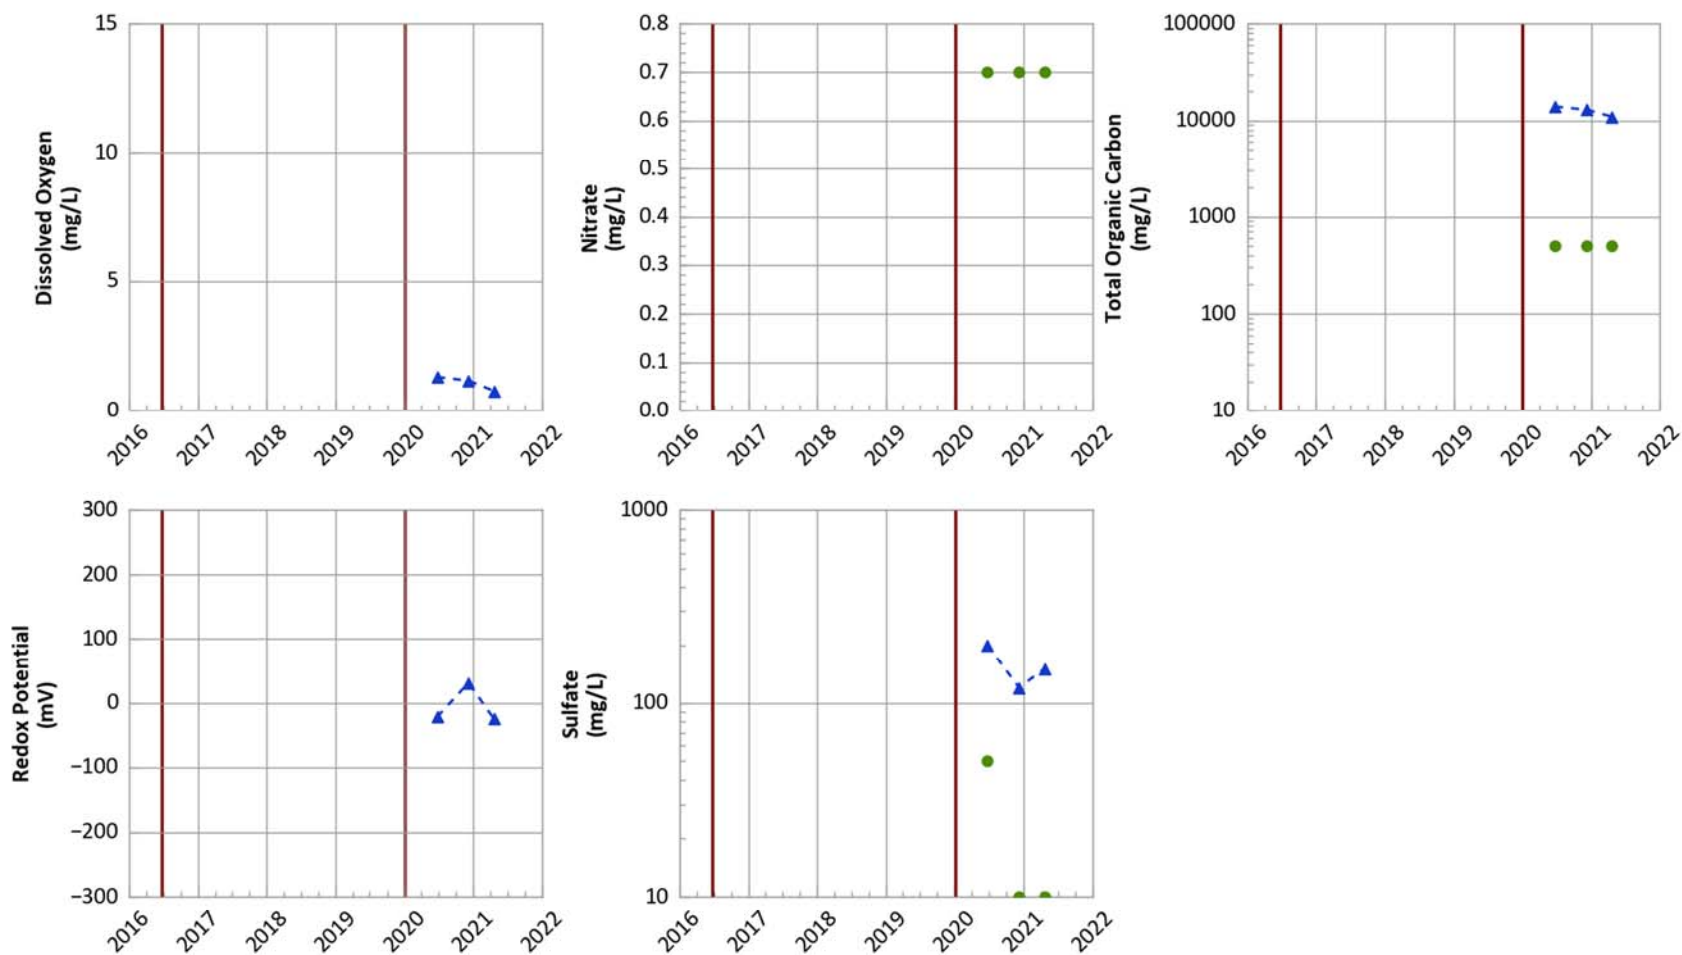 Dissolved Oxygen
(mg/L)
15
10
5
0
2016 2017 2018 2019 2020 2021 2022
Nitrate
(mg/L)
0.8
0.7
0.6
0.5
0.4
0.3
0.2
0.1
0.0
2016 2017 2018 2019 2020 2021 2022
Total Organic Carbon
(mg/L)
100000
10000
1000
100
10
2016 2017 2018 2019 2020 2021 2022
Redox Potential
(mV)
300
200
100
0
−100
−200
−300
2016 2017 2018 2019 2020 2021 2022
Sulfate
(mg/L)
1000
100
10
2016 2017 2018 2019 2020 2021 2022